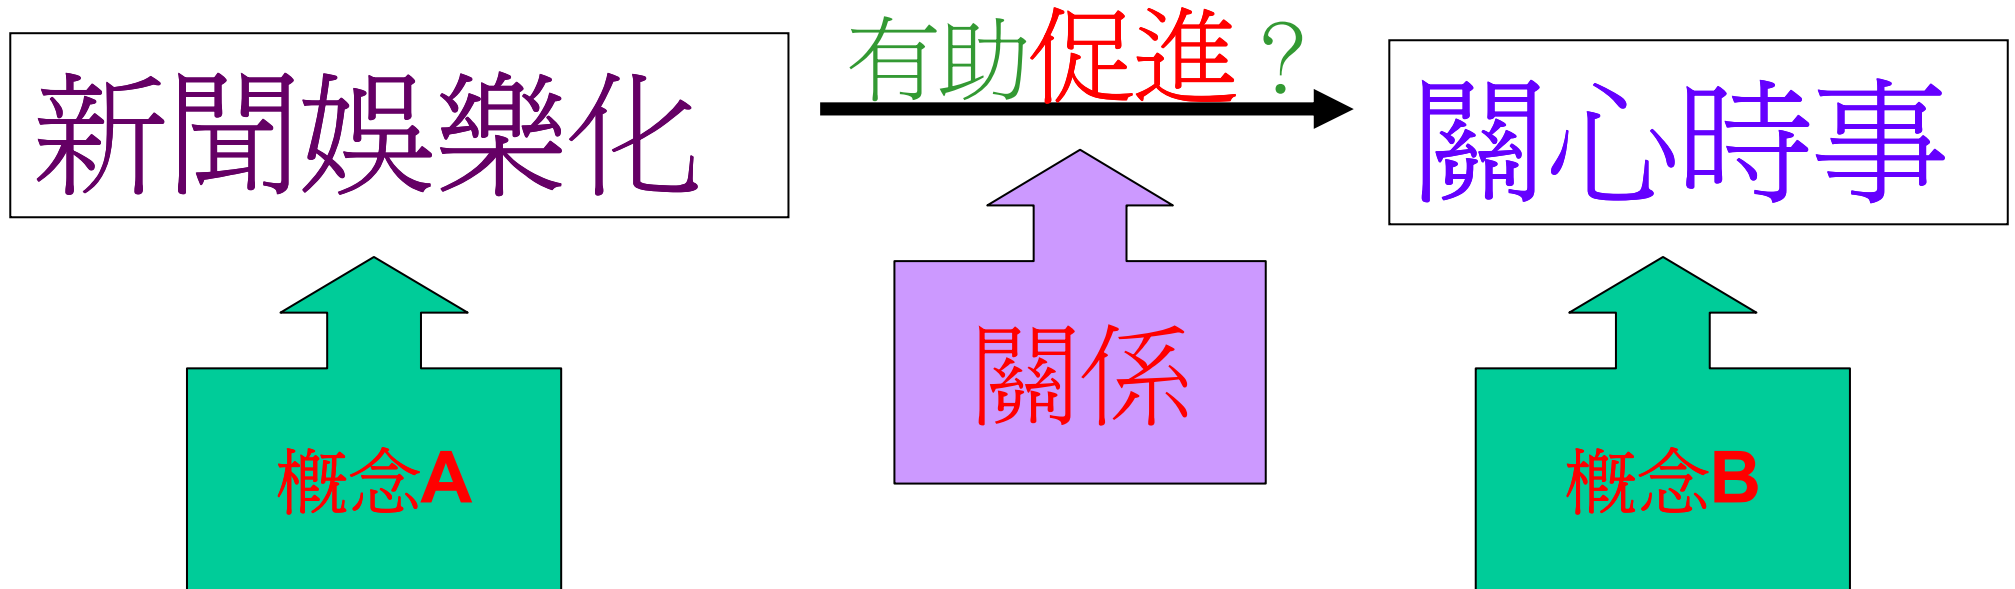 有助促進？
新聞娛樂化
關心時事
關係
概念A
概念B